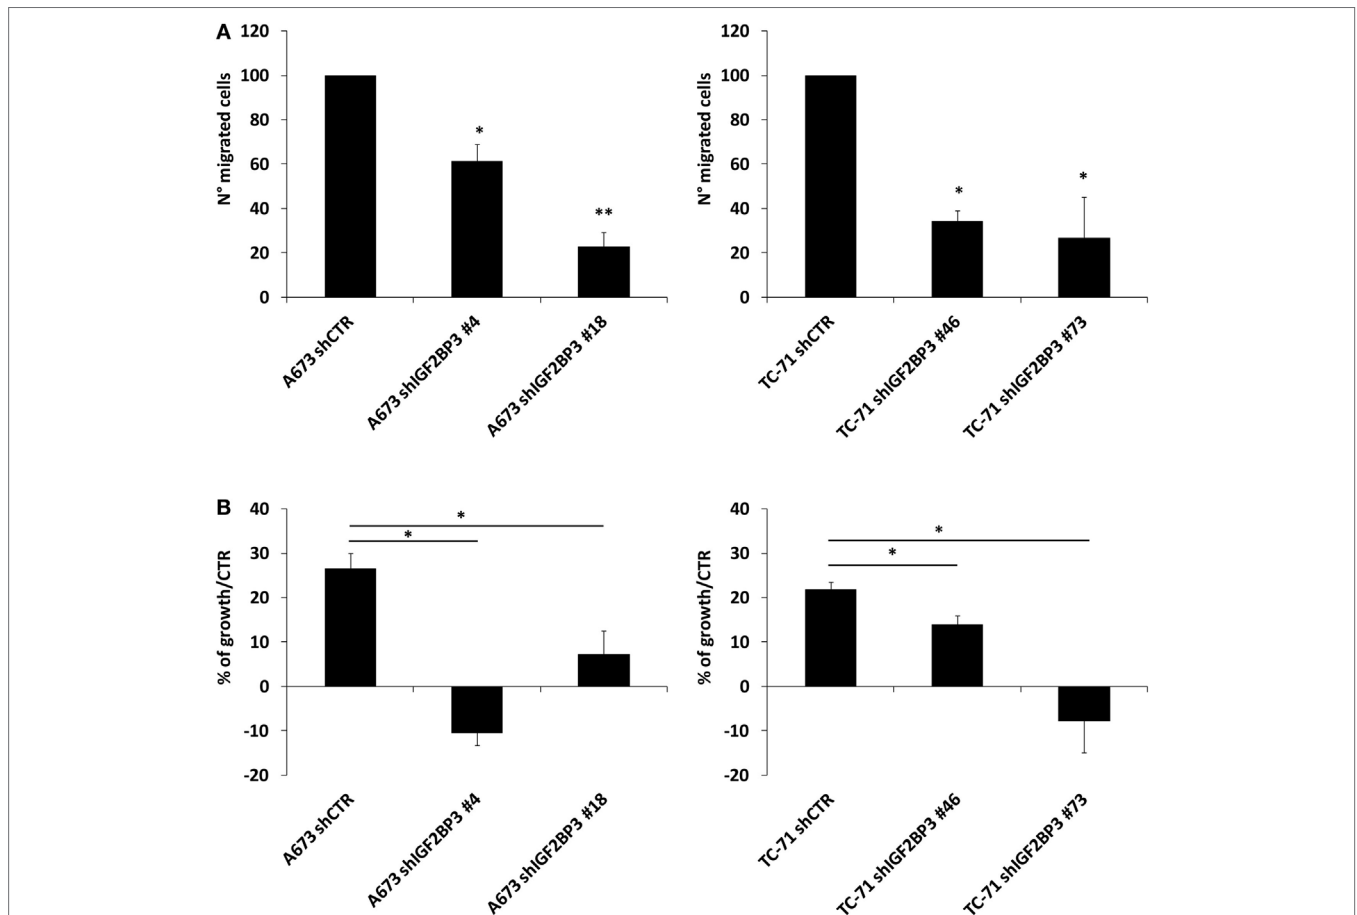 A
N° migrated cells
120
100
80
60
40
20
0
*
**
A673 shCTR
A673 shIGF2BP3 #4
A673 shIGF2BP3 #18
N° migrated cells
120
100
80
60
40
20
0
*
*
TC-71 shCTR
TC-71 shIGF2BP3 #46
TC-71 shIGF2BP3 #73
B
% of growth/CTR
40
30
20
10
0
-10
-20
*
*
A673 shCTR
A673 shIGF2BP3 #4
A673 shIGF2BP3 #18
% of growth/CTR
40
30
20
10
0
-10
-20
*
*
TC-71 shCTR
TC-71 shIGF2BP3 #46
TC-71 shIGF2BP3 #73